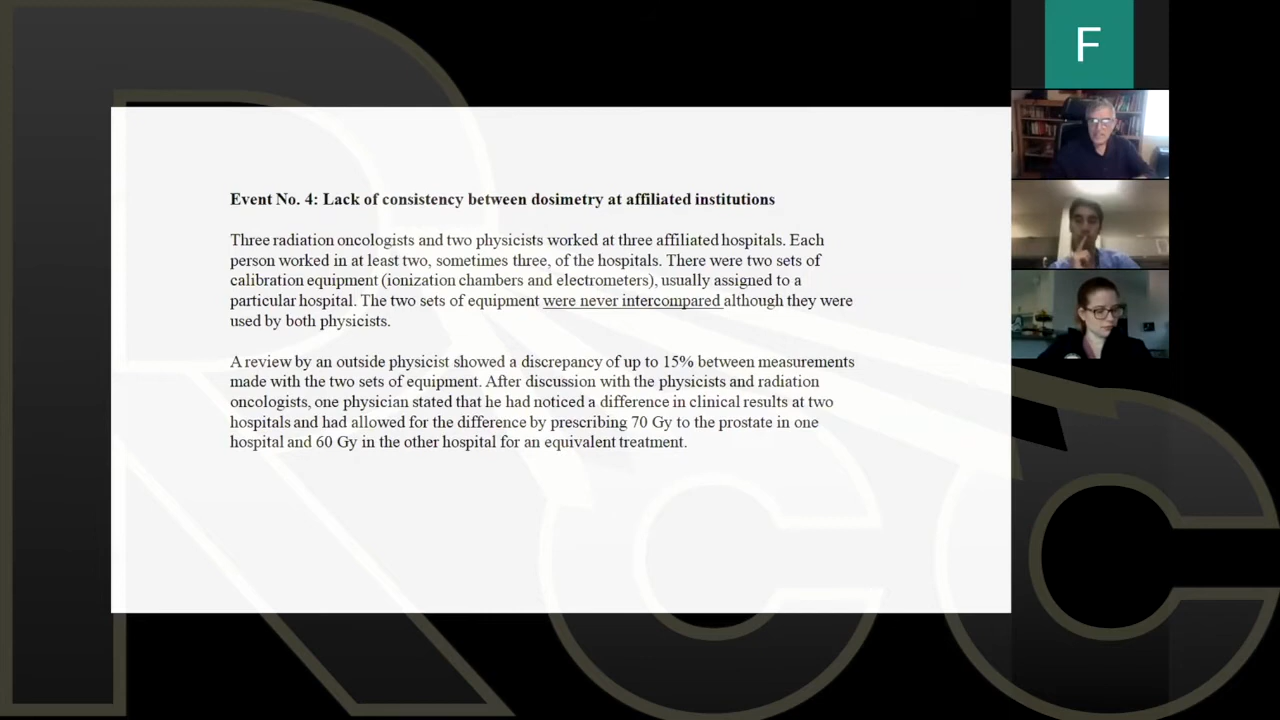 F
Event No. 4: Lack of consistency between dosimetry at affiliated institutions
Three radiation oncologists and two physicists worked at three affiliated hospitals. Each
person worked in at least two, sometimes three, of the hospitals. There were two sets of
calibration equipment (ionization chambers and electrometers), usually assigned to a
particular hospital. The two sets of equipment were never intercompared although they were
used by both physicists.
A review by an outside physicist showed a discrepancy of up to 15% between measurements
made with the two sets of equipment. After discussion with the physicists and radiation
oncologists, one physician stated that he had noticed a difference in clinical results at two
hospitals and had allowed for the difference by prescribing 70 Gy to the prostate in one
hospital and 60 Gy in the other hospital for an equivalent treatment.
Rcc